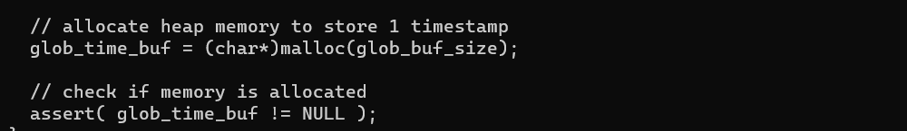 // allocate heap memory to store 1 timestamp
glob_time_buf = (char*)malloc(glob_buf_size);
// check if memory is allocated
assert( glob_time_buf != NULL );